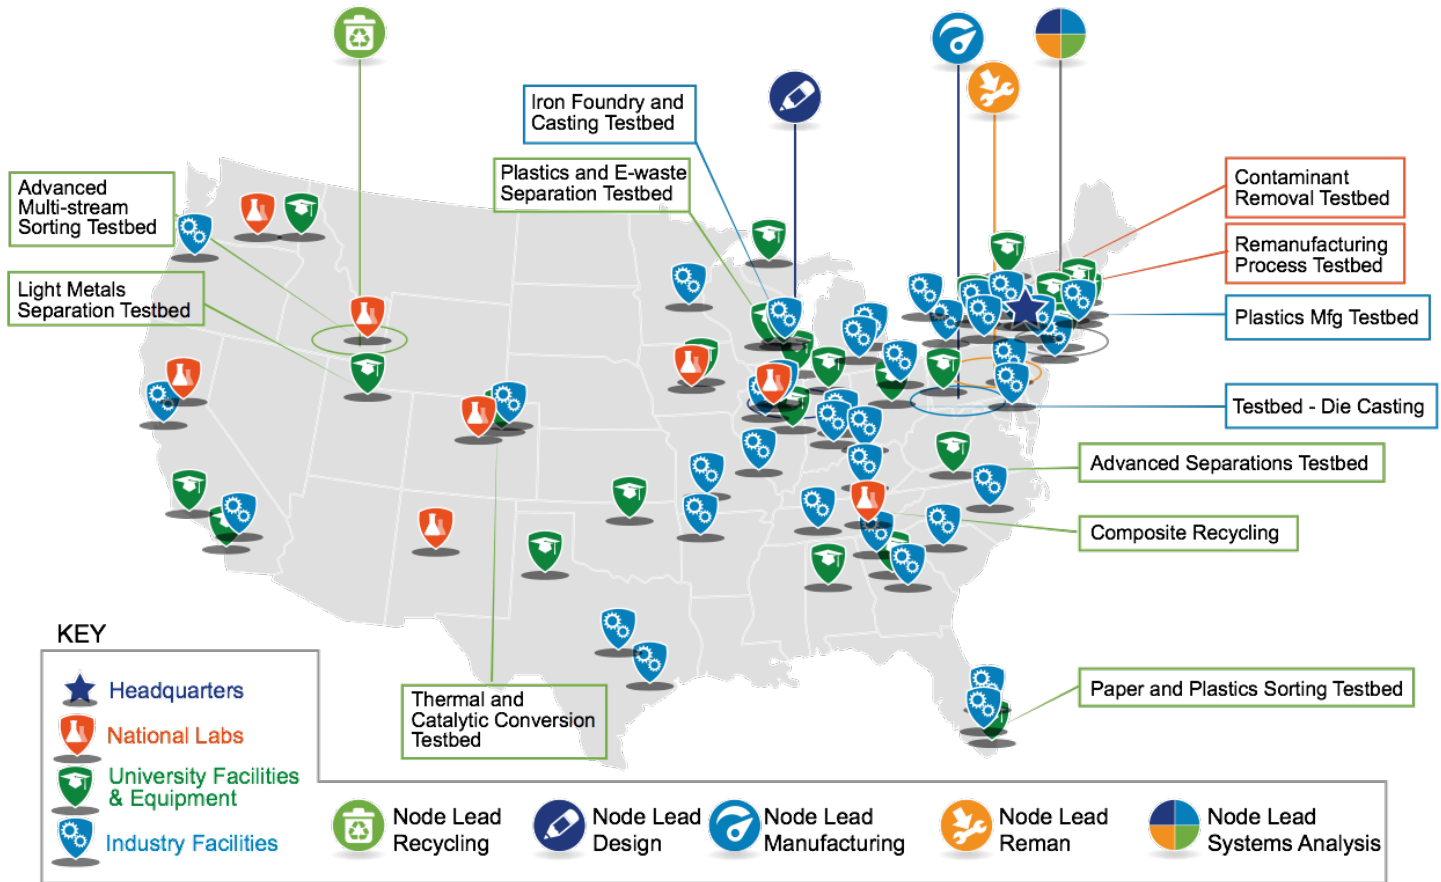 Iron Foundry and
Casting Testbed
Plastics and E-waste
Separation Testbed
Advanced
Multi-stream
Sorting Testbed
Light Metals
Separation Testbed
Contaminant
Removal Testbed
Remanufacturing
Process Testbed
Plastics Mfg Testbed
Testbed - Die Casting
Advanced Separations Testbed
Composite Recycling
Paper and Plastics Sorting Testbed
Thermal and
Catalytic Conversion
Testbed
KEY
Headquarters
National Labs
University Facilities
& Equipment
Industry Facilities
Node Lead
Recycling
Node Lead
Design
Node Lead
Manufacturing
Node Lead
Reman
Node Lead
Systems Analysis